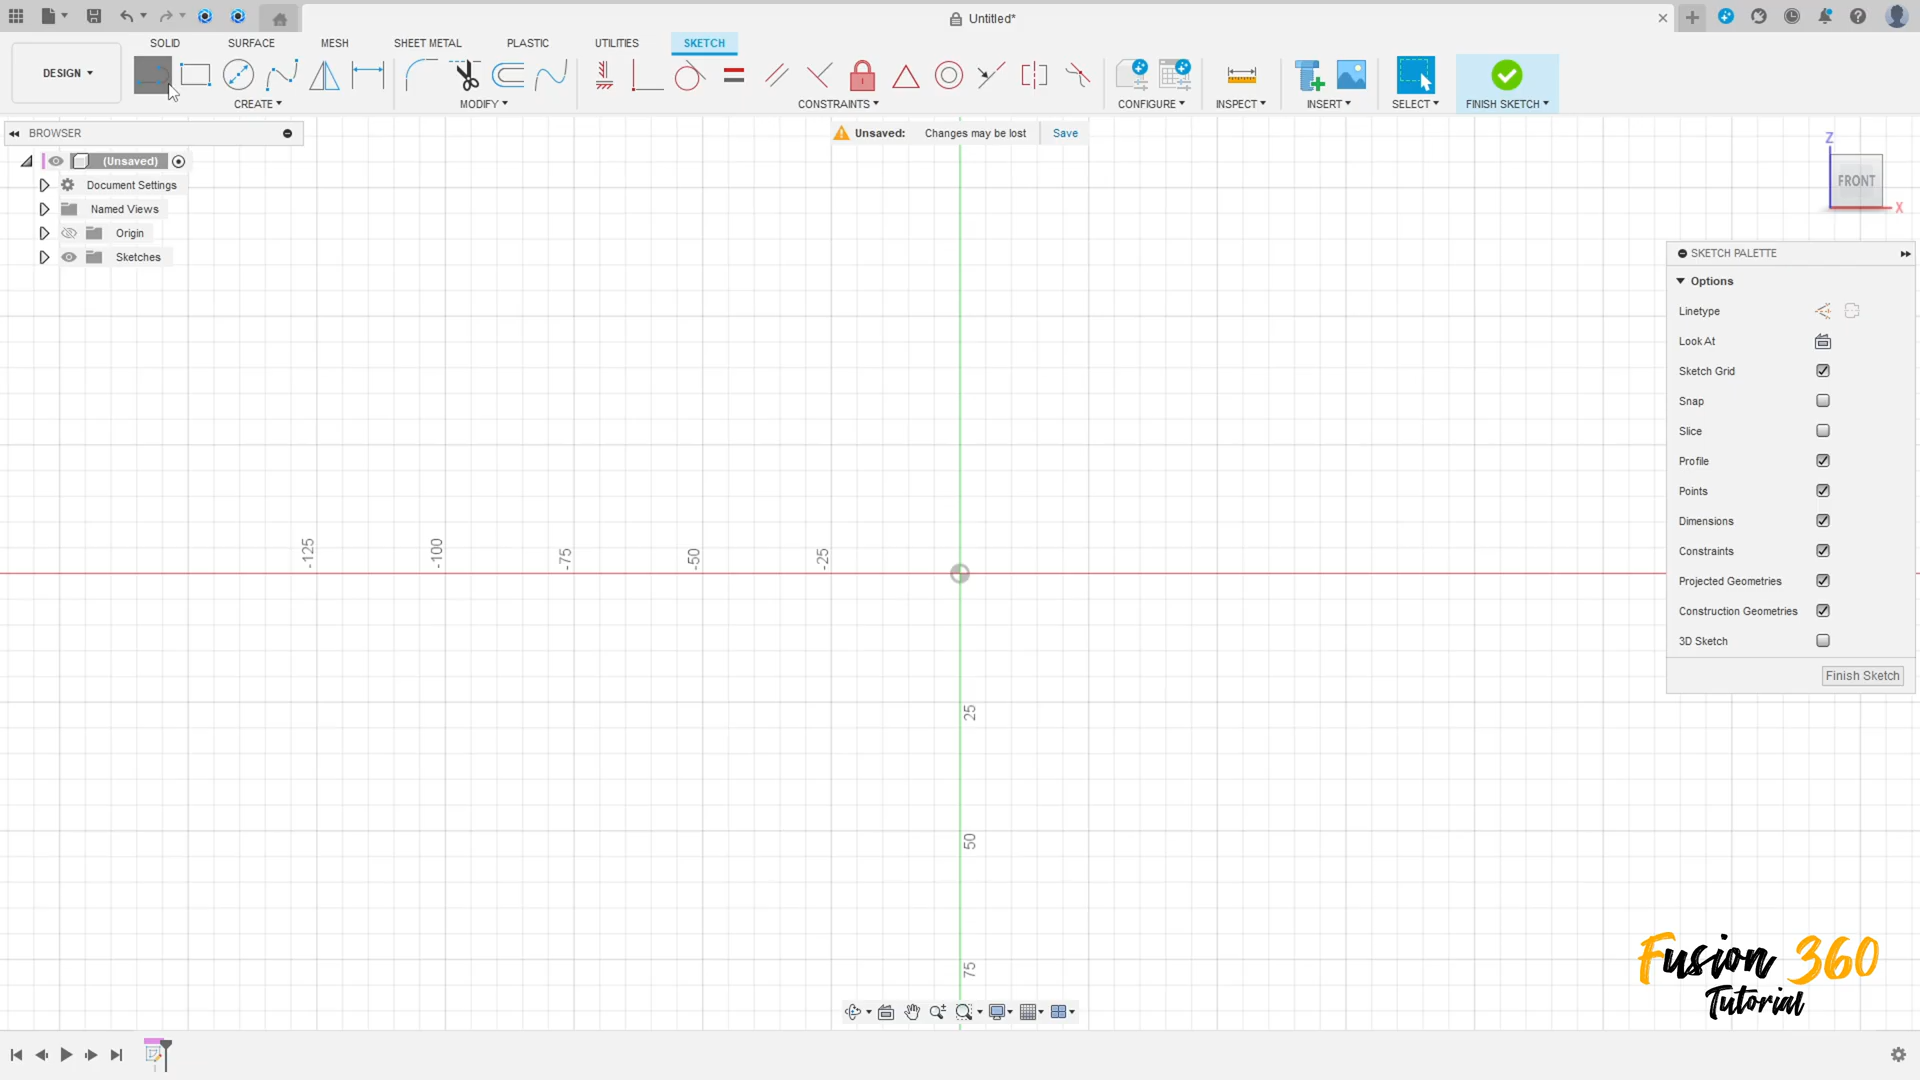 Untitled*
SOLID
SURFACE
MESH
SHEET METAL
PLASTIC
UTILITIES
SKETCH
DESIGN
CREATE
MODIFY
CONSTRAINTS
CONFIGURE
INSPECT
INSERT
SELECT
FINISH SKETCH
BROWSER
Unsaved: Changes may be lost Save
(Unsaved)
Document Settings
Named Views
Origin
Sketches
Z
FRONT
X
SKETCH PALETTE
Options
Linetype
Look At
Sketch Grid
Snap
Slice
Profile
Points
Dimensions
Constraints
Projected Geometries
Construction Geometries
3D Sketch
Finish Sketch
-125
-100
-75
-50
-25
25
50
75
Fusion 360
Tutorial